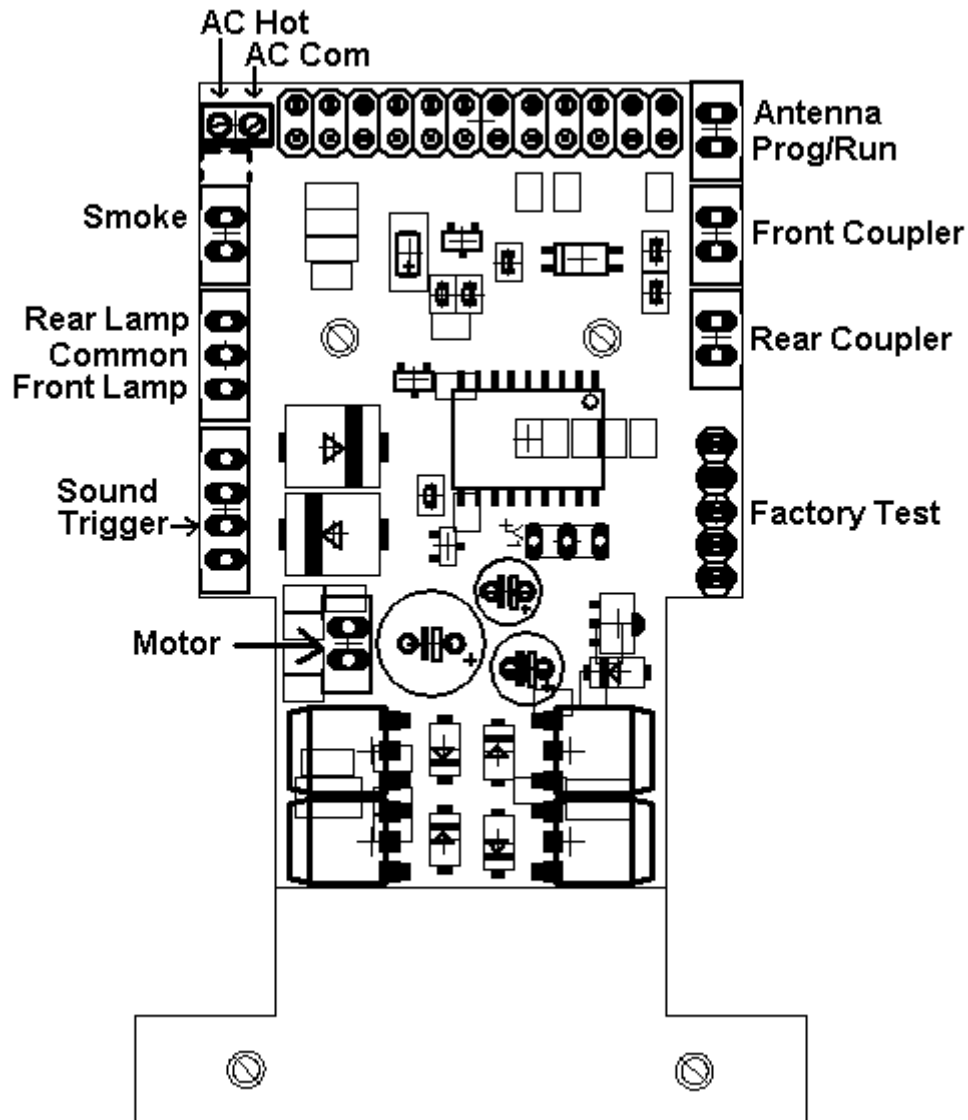 AC Hot
AC Com
Antenna
Prog/Run
Smoke
Front Coupler
Rear Lamp
Common
Front Lamp
Rear Coupler
Sound
Trigger
Factory Test
Motor